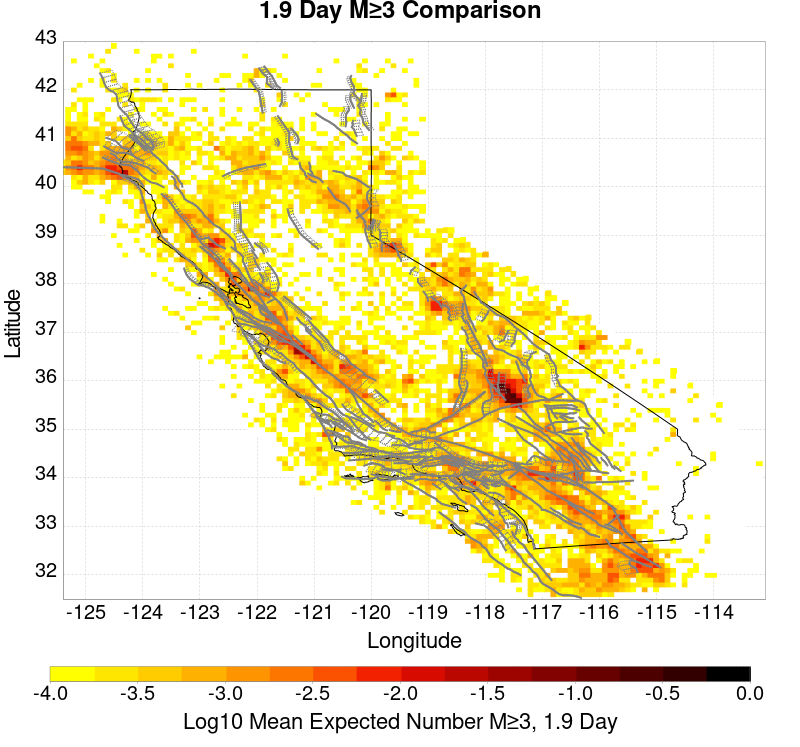 1.9 Day M≥3 Comparison
43
42
41
40
39
38
37
36
35
34
33
32
Latitude
-125 -124 -123 -122 -121 -120 -119 -118 -117 -116 -115 -114
Longitude
-4.0 -3.5 -3.0 -2.5 -2.0 -1.5 -1.0 -0.5 0.0
Log10 Mean Expected Number M≥3, 1.9 Day